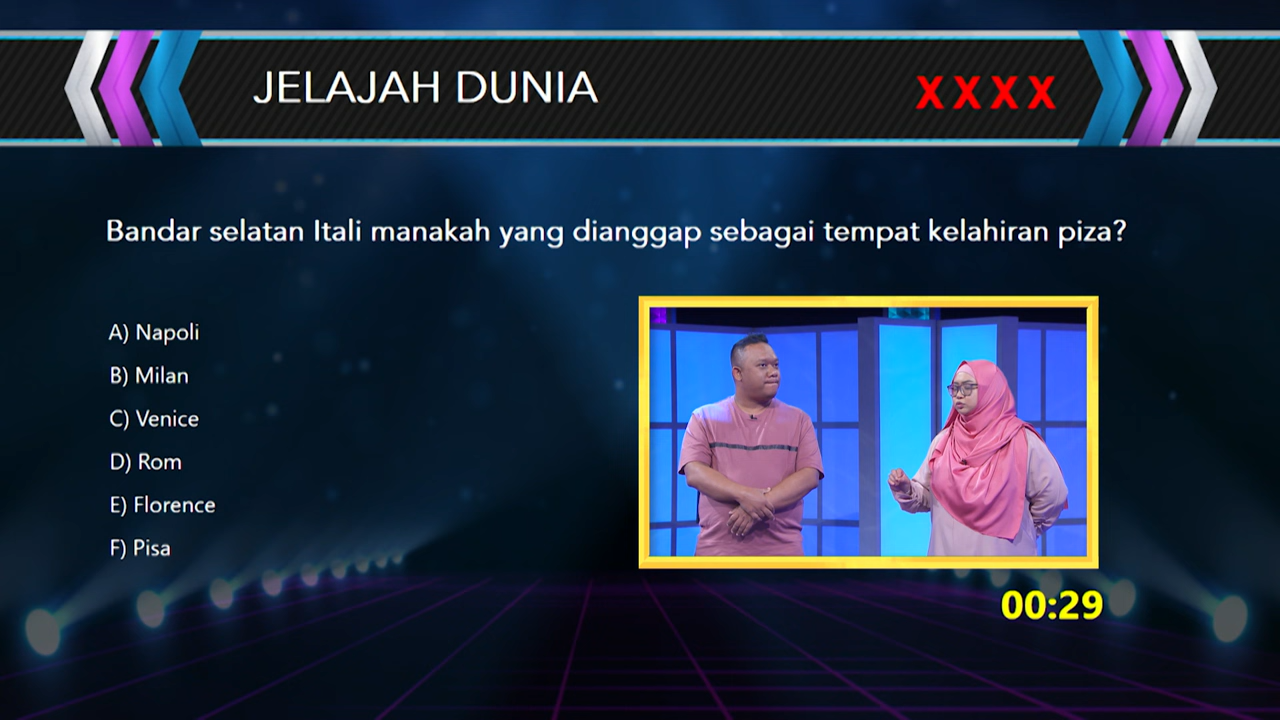 JELAJAH DUNIA
X X X X
Bandar selatan Itali manakah yang dianggap sebagai tempat kelahiran piza?
A) Napoli
B) Milan
C) Venice
D) Rom
E) Florence
F) Pisa
00:29